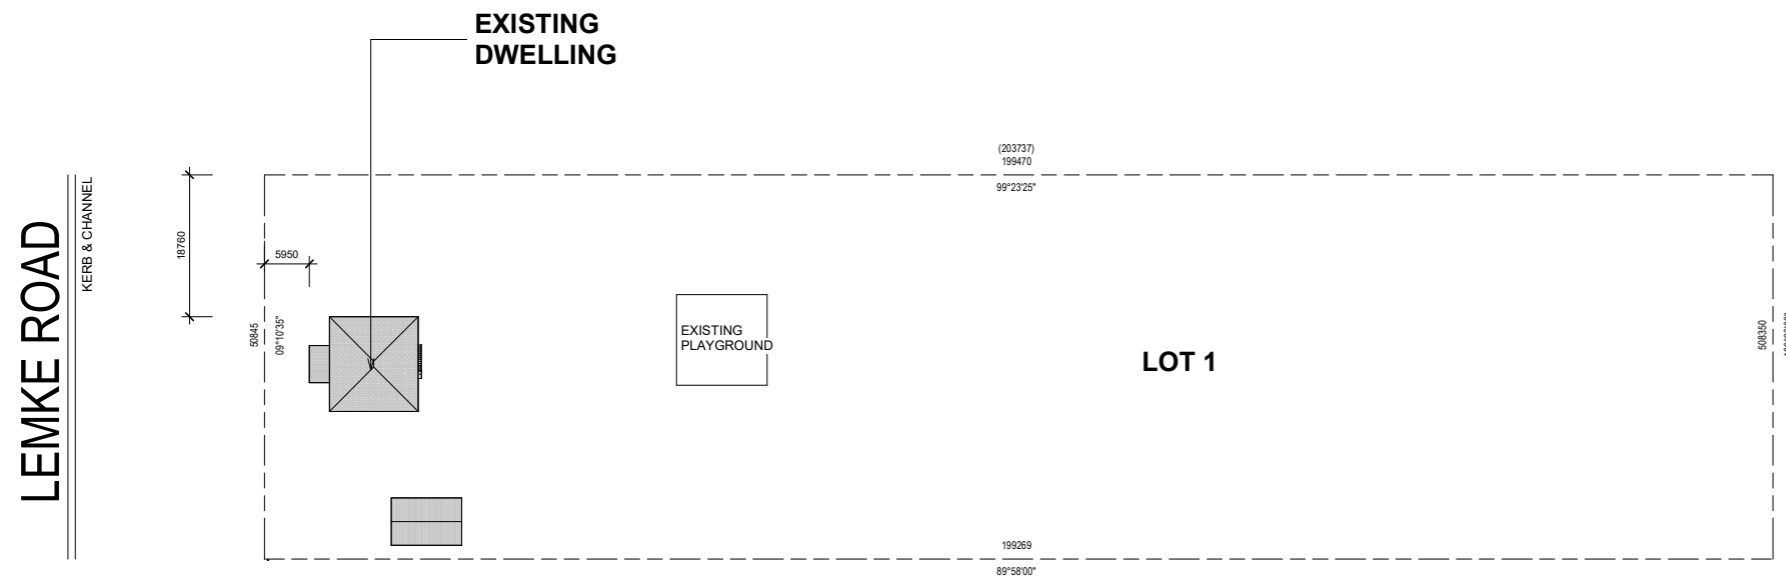 EXISTING
DWELLING
(203737)
199470
99°23'25"
LEMKE ROAD
KERB & CHANNEL
18760
5950
50845
09°10'35"
EXISTING
PLAYGROUND
LOT 1
508350
199269
89°58'00"